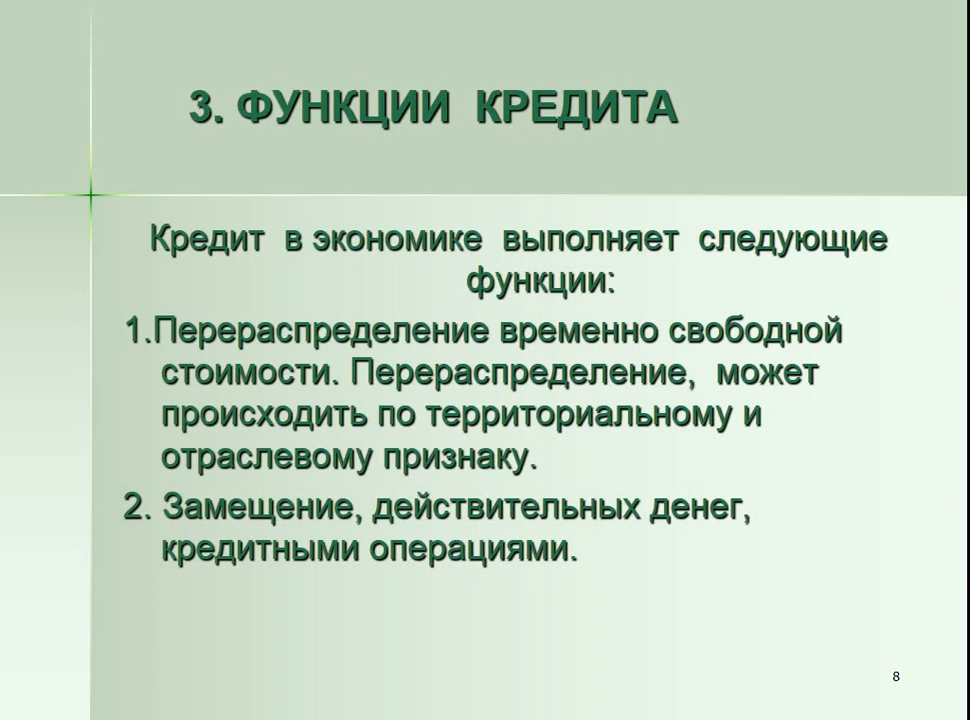 3. ФУНКЦИИ КРЕДИТА
Кредит в экономике выполняет следующие
функции:
1.Перераспределение временно свободной
стоимости. Перераспределение, может
происходить по территориальному и
отраслевому признаку.
2. Замещение, действительных денег,
кредитными операциями.
8